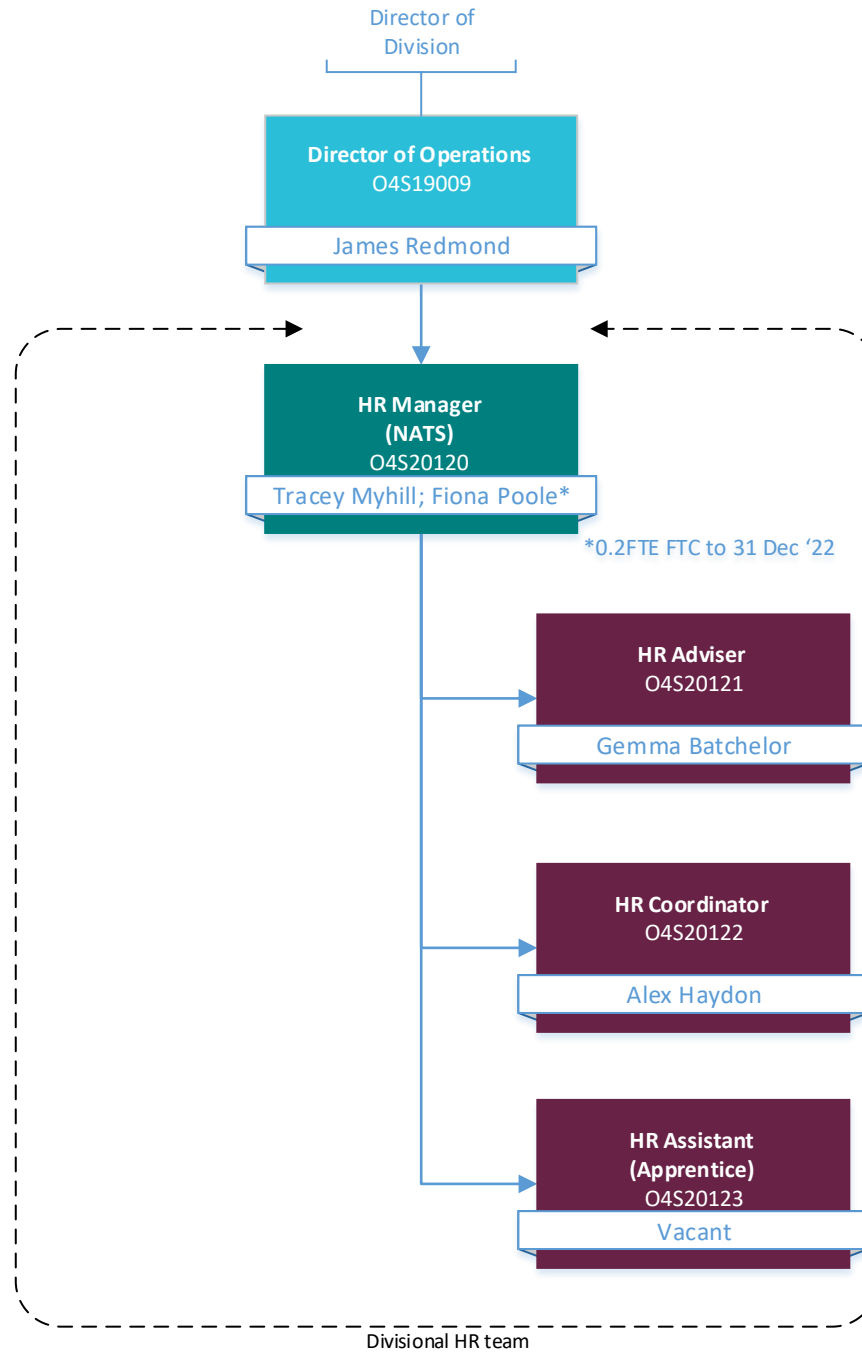 Director of
Division
Director of Operations
O4S19009
James Redmond
HR Manager
(NATS)
O4S20120
Tracey Myhill; Fiona Poole*
*0.2FTE FTC to 31 Dec ‘22
HR Adviser
O4S20121
Gemma Batchelor
HR Coordinator
O4S20122
Alex Haydon
HR Assistant
(Apprentice)
O4S20123
Vacant
Divisional HR team